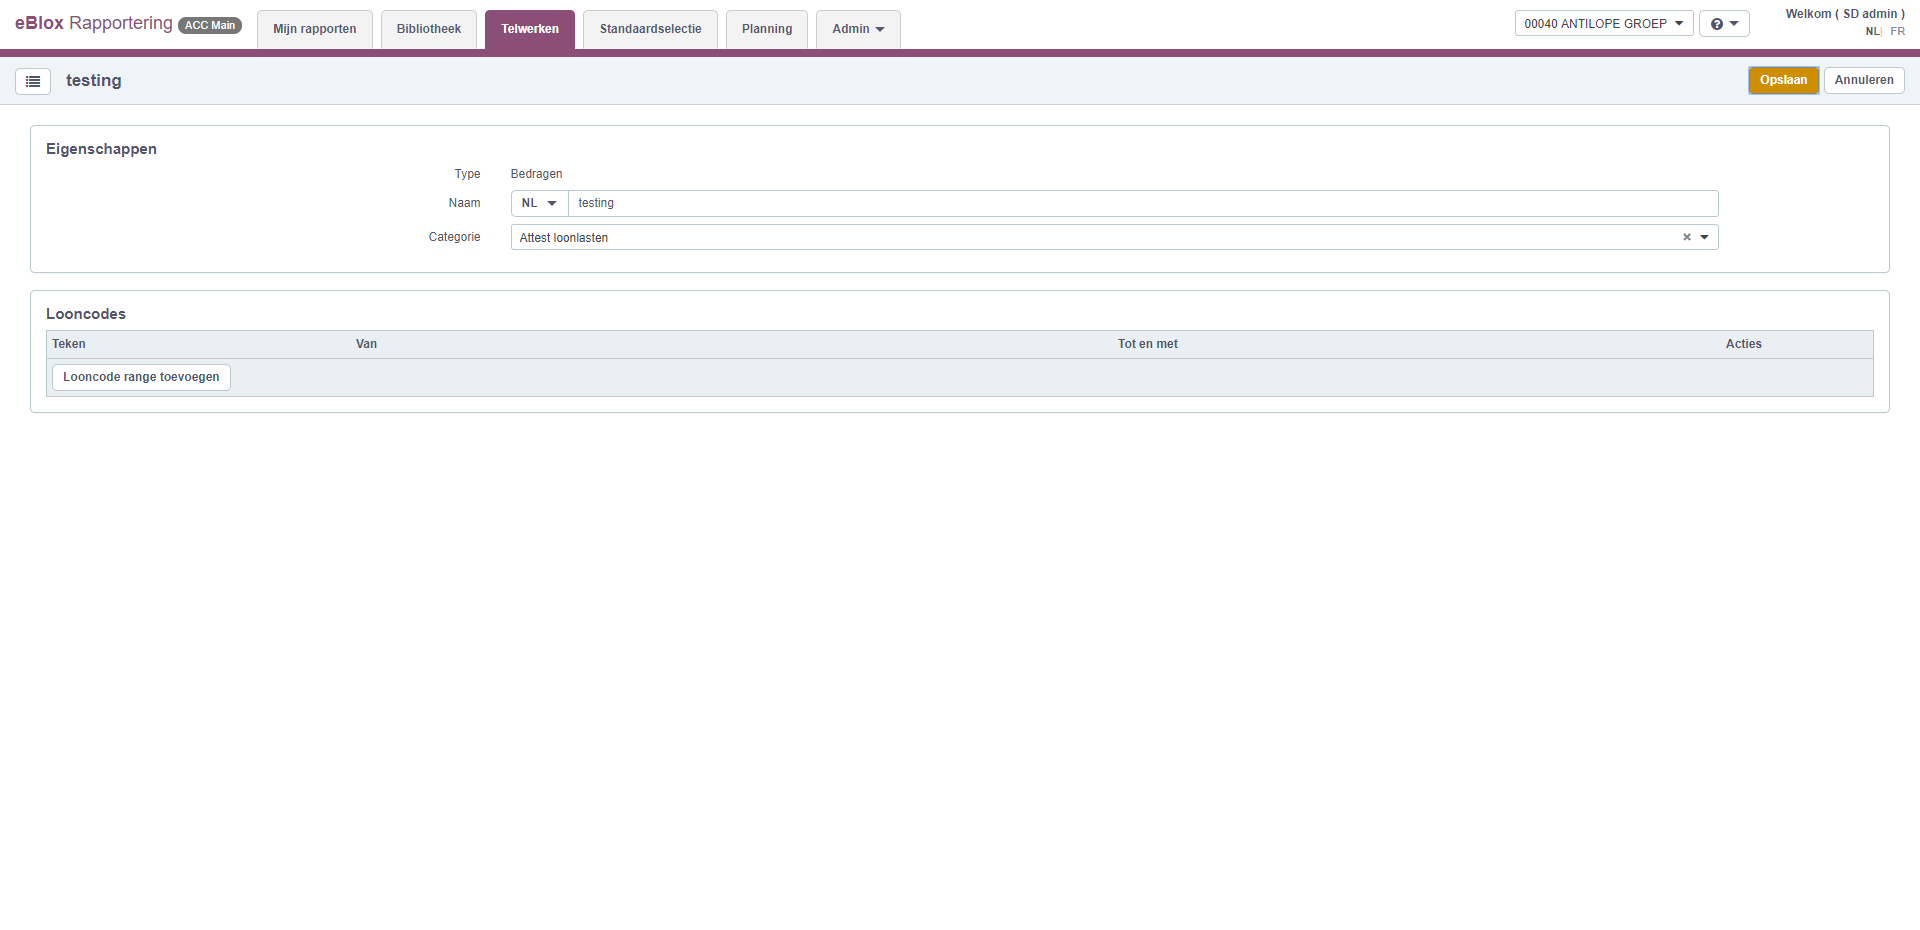 eBlox Rapportering ACC Main
Mijn rapporten
Bibliotheek
Telwerken
Standaardselectie
Planning
Admin
00040 ANTILOPE GROEP
Welkom ( SD admin )
NL| FR
testing
Opslaan
Annuleren
Eigenschappen
Type Bedragen
Naam NL testing
Categorie Attest loonlasten
Looncodes
Teken Van Tot en met Acties
Looncode range toevoegen